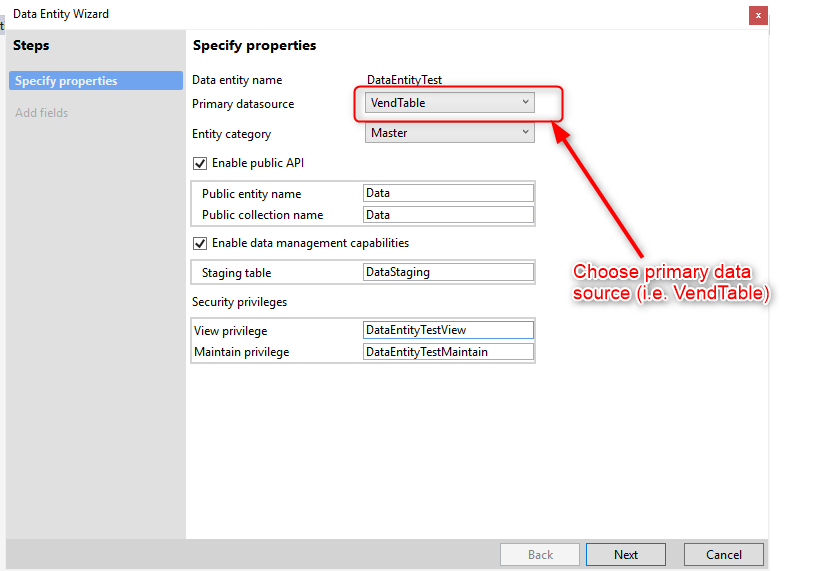 Data Entity Wizard
x
t
Steps
Specify properties
Add fields
Specify properties
Data entity name DataEntityTest
Primary datasource VendTable
Entity category Master
Enable public API
Public entity name Data
Public collection name Data
Enable data management capabilities
Staging table DataStaging
Security privileges
View privilege DataEntityTestView
Maintain privilege DataEntityTestMaintain
Choose primary data
source (i.e. VendTable)
Back Next Cancel